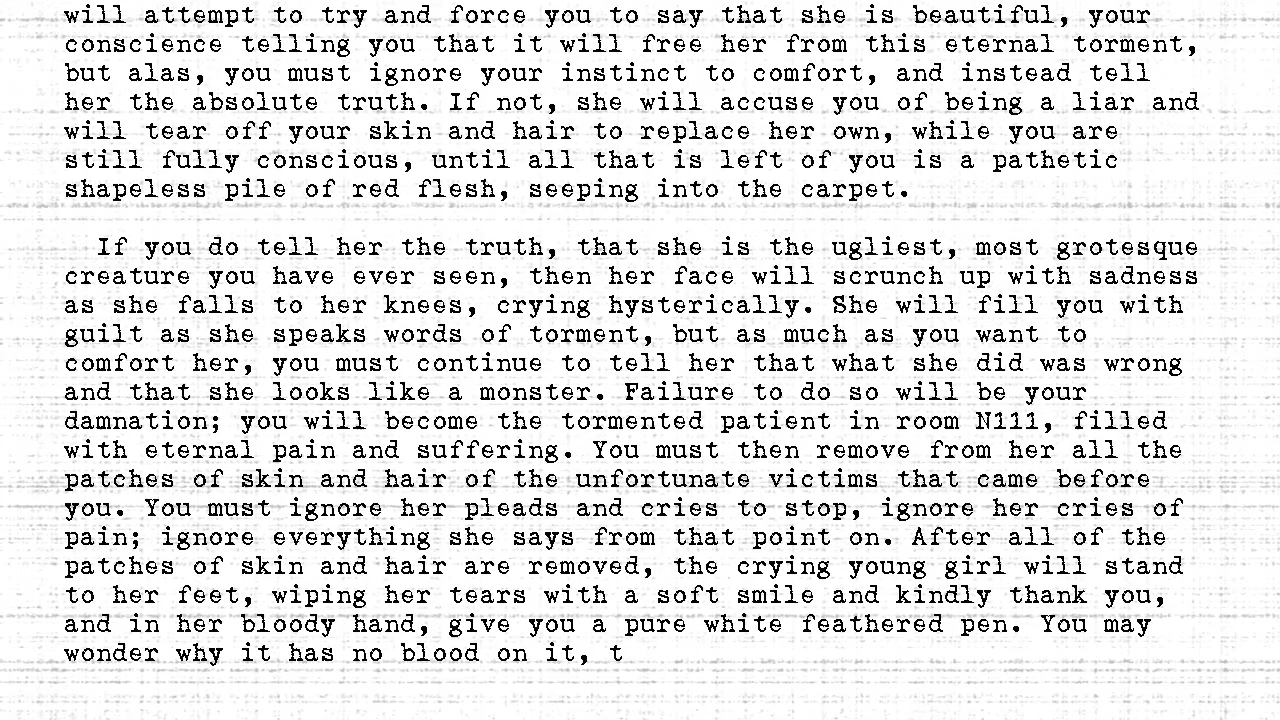 will attempt to try and force you to say that she is beautiful, your
conscience telling you that it will free her from this eternal torment,
but alas, you must ignore your instinct to comfort, and instead tell
her the absolute truth. If not, she will accuse you of being a liar and
will tear off your skin and hair to replace her own, while you are
still fully conscious, until all that is left of you is a pathetic
shapeless pile of red flesh, seeping into the carpet.
If you do tell her the truth, that she is the ugliest, most grotesque
creature you have ever seen, then her face will scrunch up with sadness
as she falls to her knees, crying hysterically. She will fill you with
guilt as she speaks words of torment, but as much as you want to
comfort her, you must continue to tell her that what she did was wrong
and that she looks like a monster. Failure to do so will be your
damnation; you will become the tormented patient in room N111, filled
with eternal pain and suffering. You must then remove from her all the
patches of skin and hair of the unfortunate victims that came before
you. You must ignore her pleads and cries to stop, ignore her cries of
pain; ignore everything she says from that point on. After all of the
patches of skin and hair are removed, the crying young girl will stand
to her feet, wiping her tears with a soft smile and kindly thank you,
and in her bloody hand, give you a pure white feathered pen. You may
wonder why it has no blood on it, t